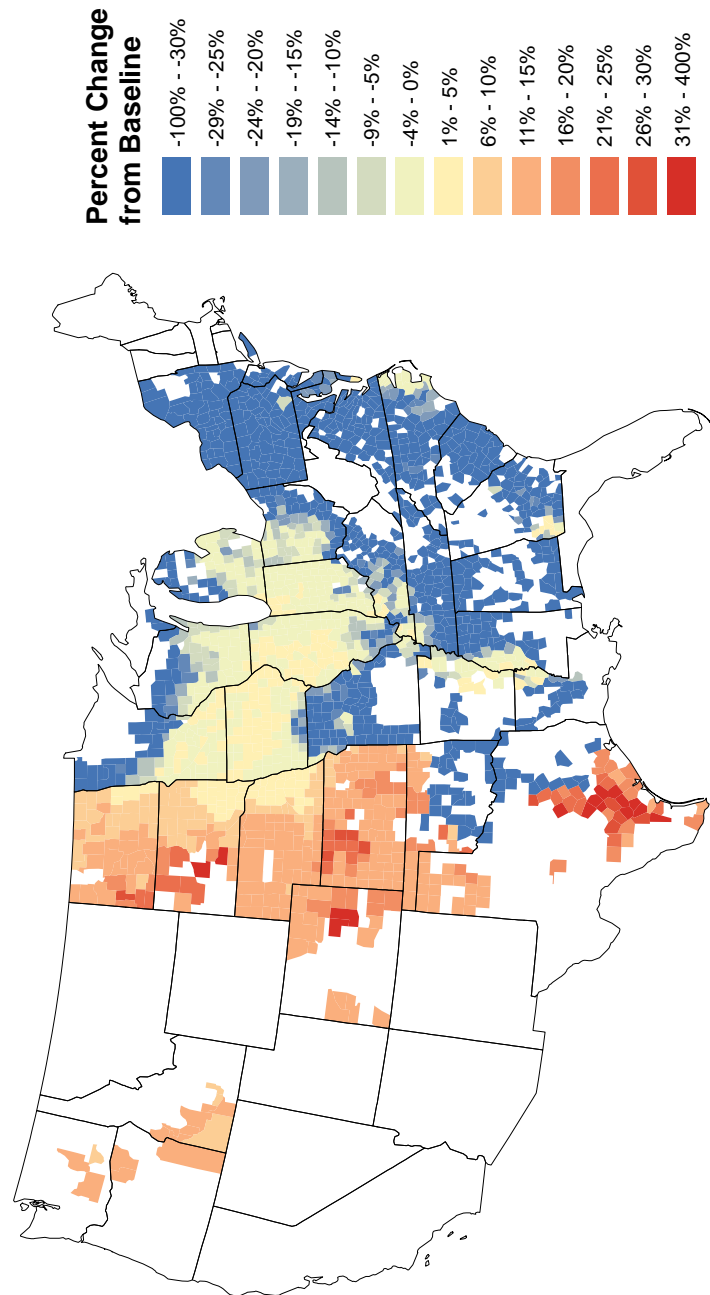 Percent Change
from Baseline
-100% - -30%
-29% - -25%
-24% - -20%
-19% - -15%
-14% - -10%
-9% - -5%
-4% - 0%
1% - 5%
6% - 10%
11% - 15%
16% - 20%
21% - 25%
26% - 30%
31% - 400%